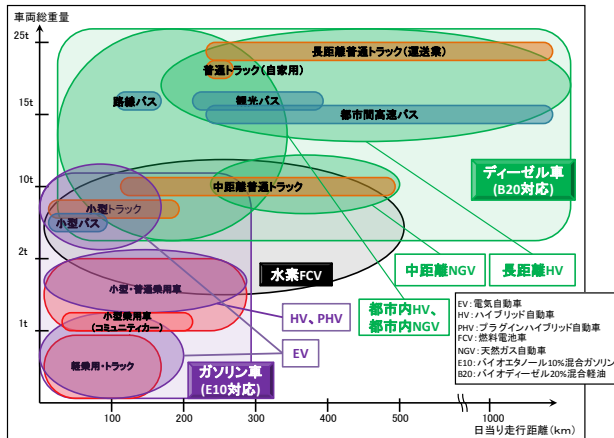 車両総重量
25t
15t
10t
2t
1t
長距離普通トラック(運送業)
普通トラック(自家用)
路線バス
観光バス
都市間高速バス
ディーゼル車
(B20対応)
中距離普通トラック
小型トラック
小型バス
水素FCV
中距離NGV
長距離HV
小型・普通乗用車
都市内HV、
都市内NGV
HV、PHV
小型乗用車
(コミュニティカー)
EV
軽乗用・トラック
ガソリン車
(E10対応)
EV:電気自動車
HV:ハイブリッド自動車
PHV:プラグインハイブリッド自動車
FCV:燃料電池車
NGV:天然ガス自動車
E10:バイオエタノール10%混合ガソリン
B20:バイオディーゼル20%混合軽油
100
200
300
400
500
1000
日当り走行距離(km)